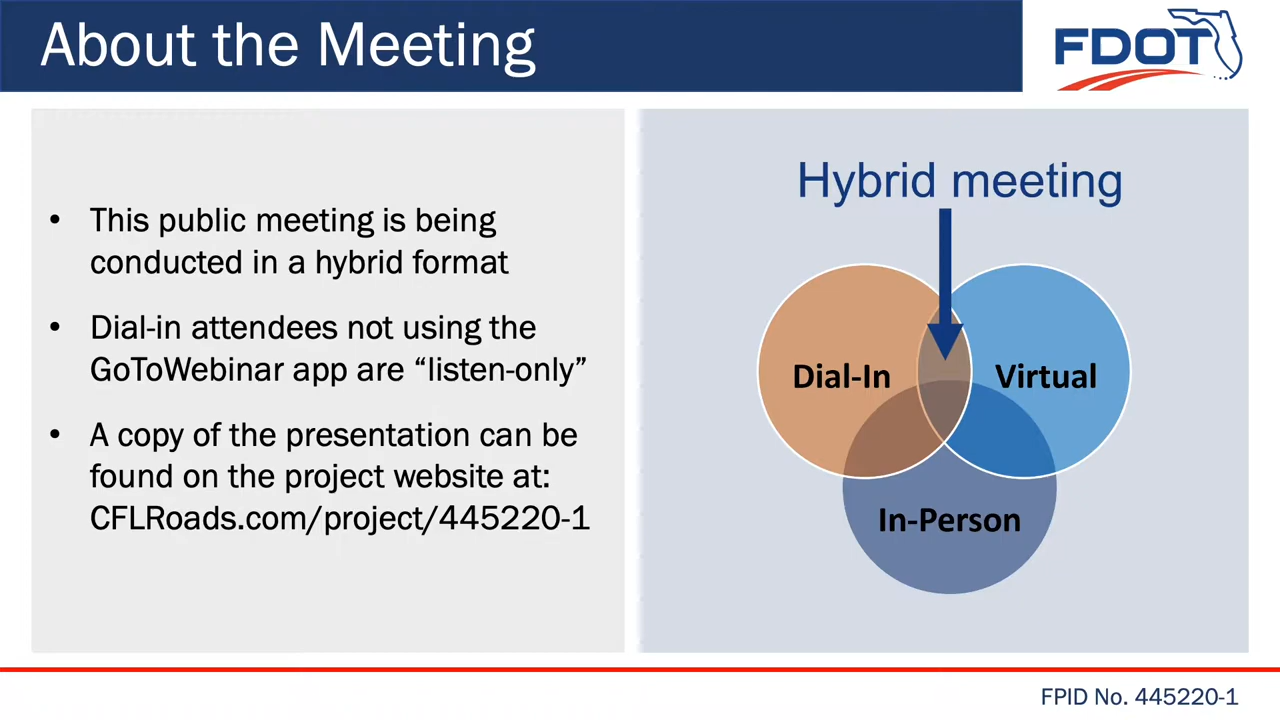 About the Meeting
FDOT
• This public meeting is being
conducted in a hybrid format
• Dial-in attendees not using the
GoToWebinar app are “listen-only”
• A copy of the presentation can be
found on the project website at:
CFLRoads.com/project/445220-1
Hybrid meeting
Dial-In
Virtual
In-Person
FPID No. 445220-1